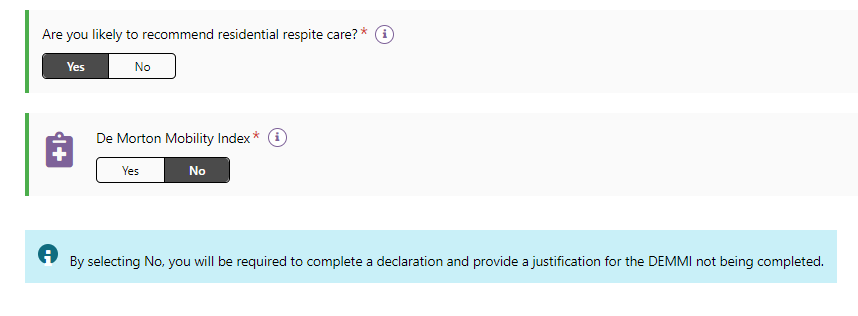 Are you likely to recommend residential respite care? * i
Yes No
De Morton Mobility Index * i
Yes No
By selecting No, you will be required to complete a declaration and provide a justification for the DEMMI not being completed.